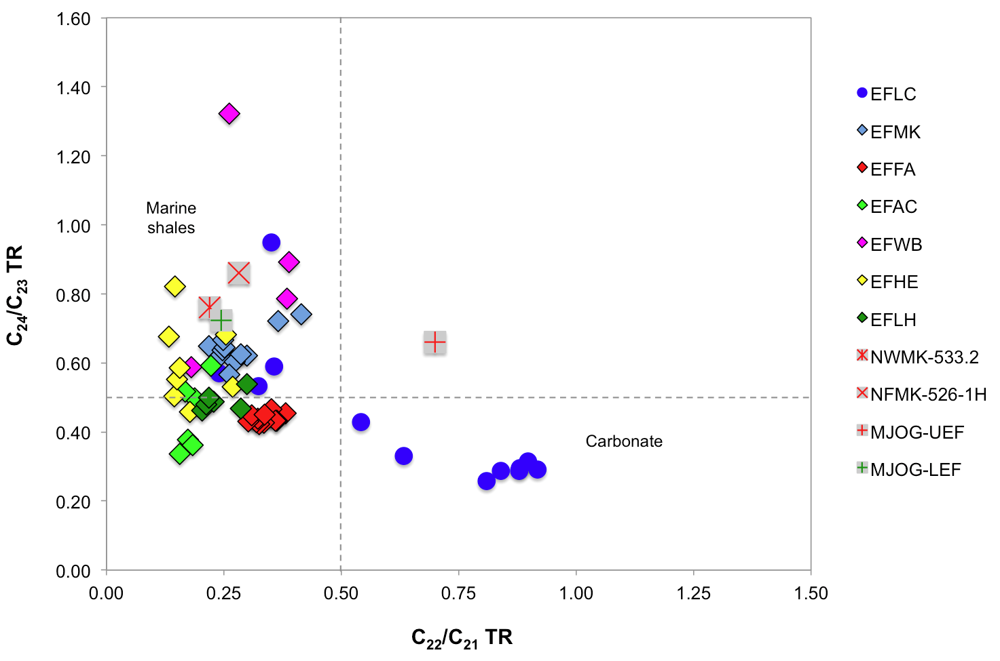 1.60
1.40
1.20
1.00
0.80
0.60
0.40
0.20
0.00
C24/C23 TR
Marine
shales
Carbonate
0.00 0.25 0.50 0.75 1.00 1.25 1.50
C22/C21 TR
EFLC
EFMK
EFFA
EFAC
EFWB
EFHE
EFLH
NWMK-533.2
NFMK-526-1H
MJOG-UEF
MJOG-LEF